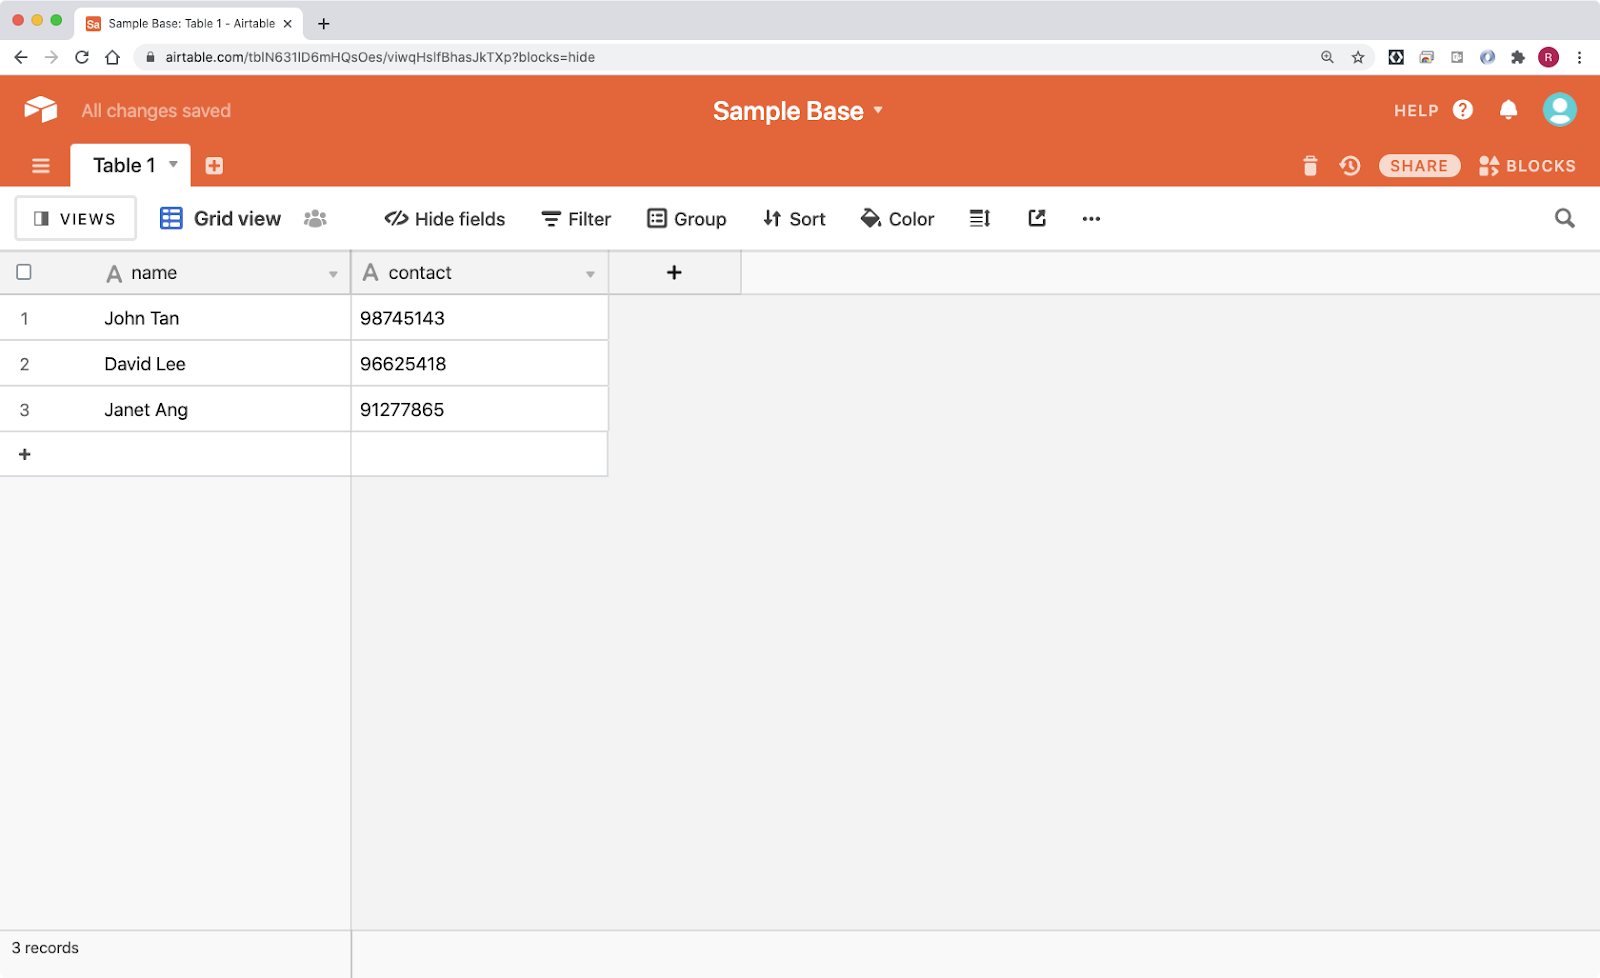 Sa Sample Base: Table 1 - Airtable
airtable.com/tblN631lD6mHQsOes/viwqHslfBhasJkTXp?blocks=hide
R
All changes saved
Sample Base
HELP ?
Table 1
SHARE
BLOCKS
VIEWS
Grid view
Hide fields
Filter
Group
Sort
Color
A name
A contact
1 John Tan 98745143
2 David Lee 96625418
3 Janet Ang 91277865
3 records